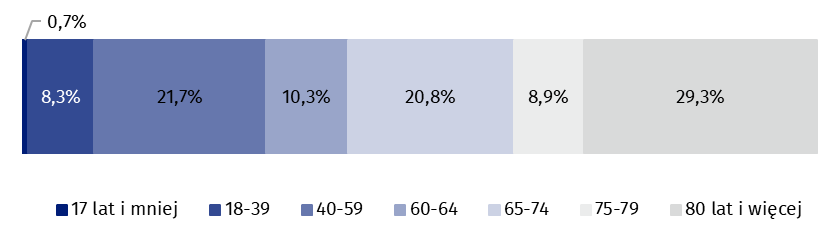 0,7%
8,3% 21,7% 10,3% 20,8% 8,9% 29,3%
17 lat i mniej 18-39 40-59 60-64 65-74 75-79 80 lat i więcej